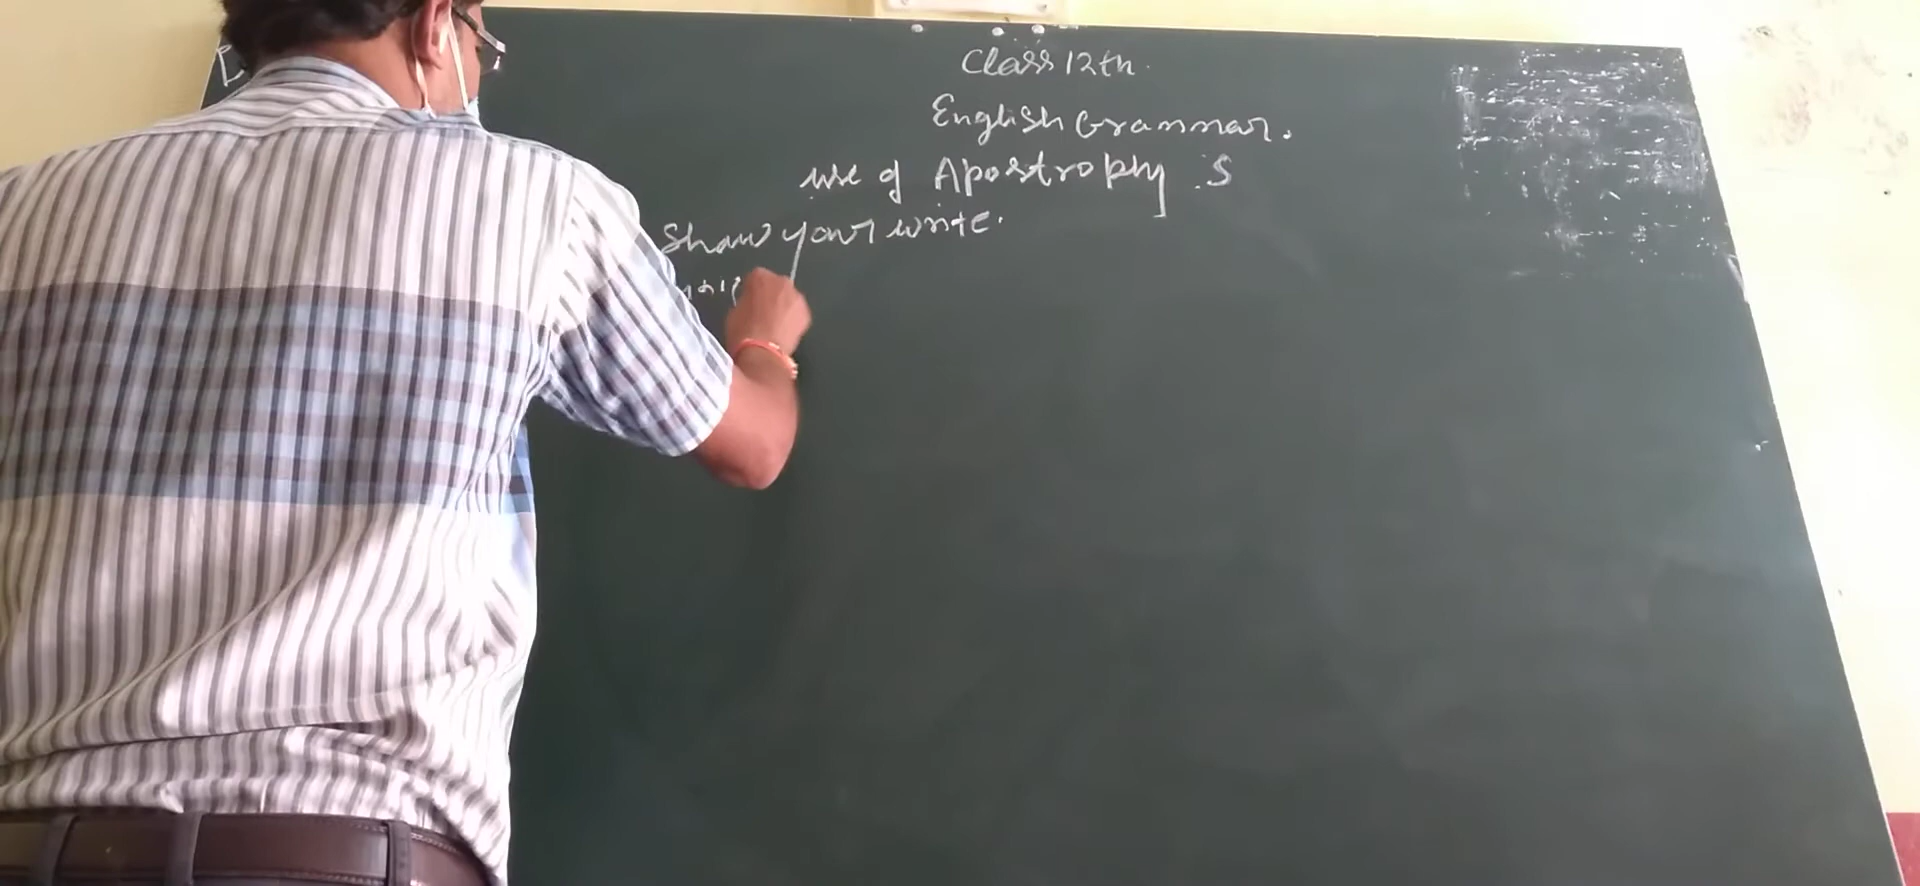 Class 12th.
English Grammar.
use of Apostrophy 's
Show your write.